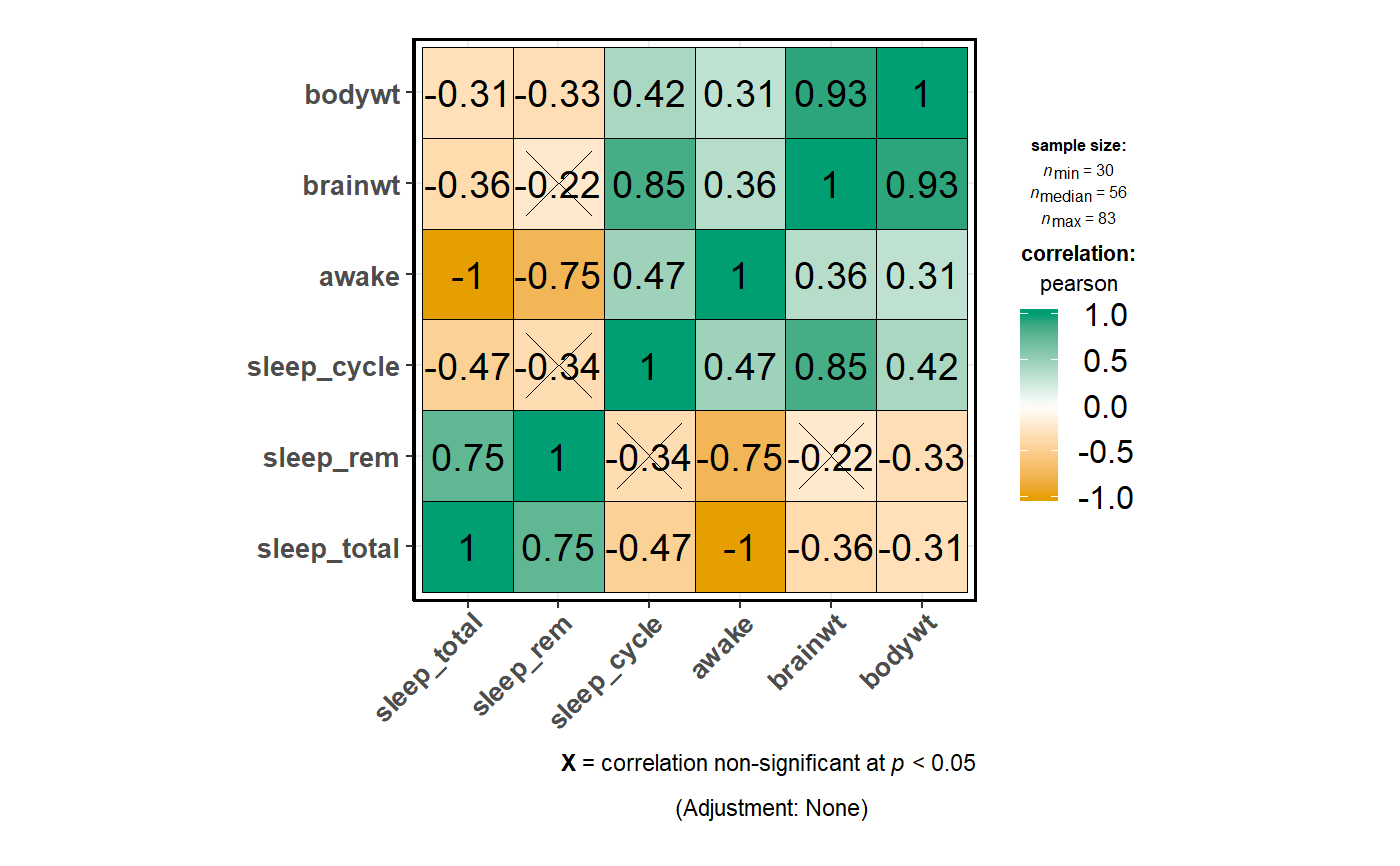 bodywt -0.31 -0.33 0.42 0.31 0.93 1
brainwt -0.36 -0.22 0.85 0.36 1 0.93
awake -1 -0.75 0.47 1 0.36 0.31
sleep_cycle -0.47 -0.34 1 0.47 0.85 0.42
sleep_rem 0.75 1 -0.34 -0.75 -0.22 -0.33
sleep_total 1 0.75 -0.47 -1 -0.36 -0.31
sleep_total sleep_rem sleep_cycle awake brainwt bodywt
sample size:
nmin = 30
nmedian = 56
nmax = 83
correlation:
pearson
1.0
0.5
0.0
-0.5
-1.0
X = correlation non-significant at p < 0.05
(Adjustment: None)